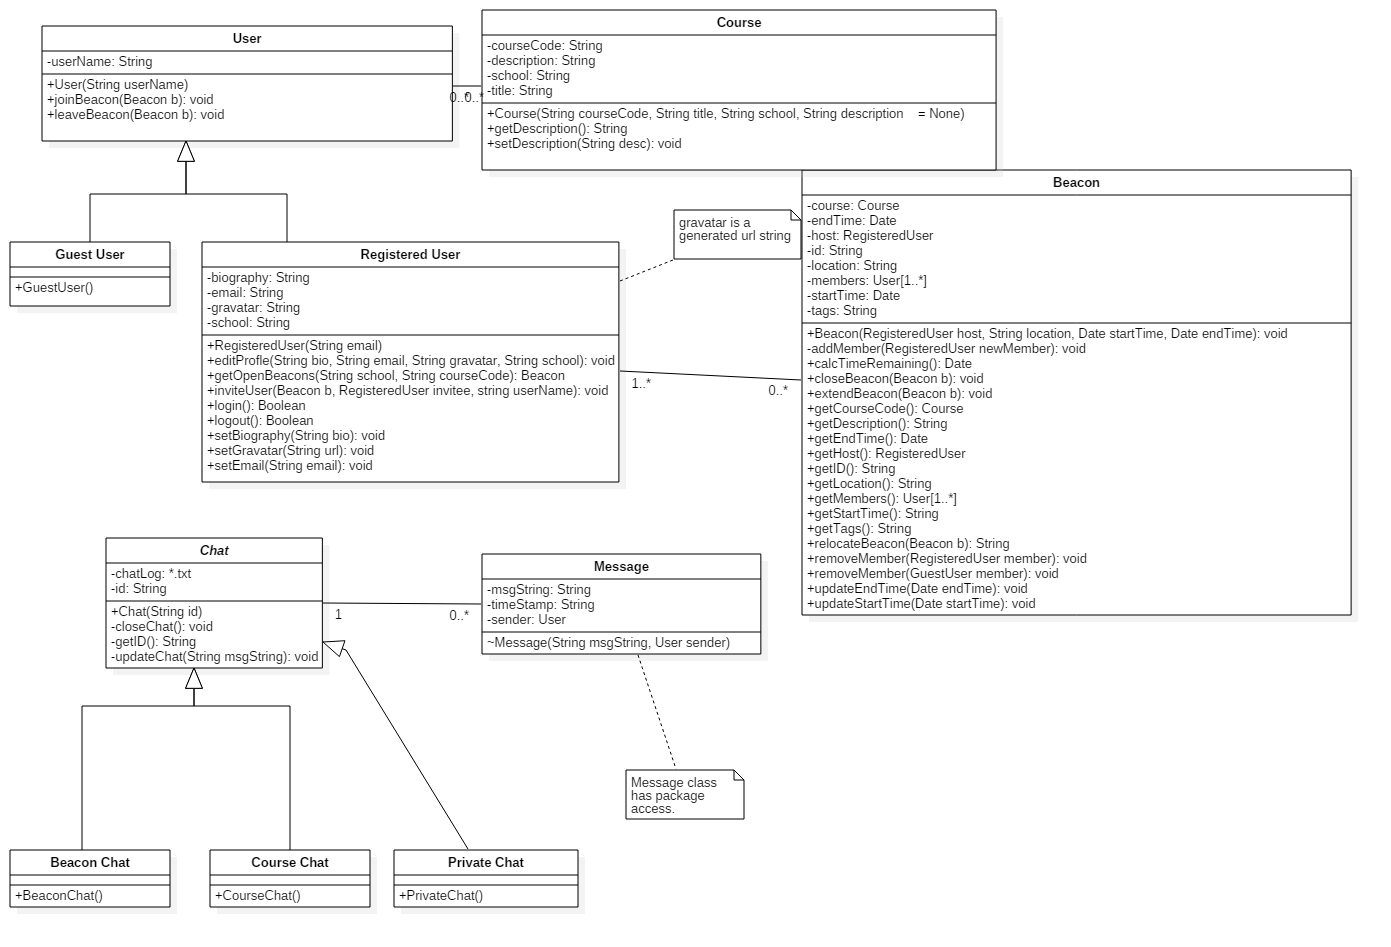 User
-userName: String
+User(String userName)
+joinBeacon(Beacon b): void
+leaveBeacon(Beacon b): void
0..*
0..*
Course
-courseCode: String
-description: String
-school: String
-title: String
+Course(String courseCode, String title, String school, String description = None)
+getDescription(): String
+setDescription(String desc): void
Guest User
+GuestUser()
Registered User
-biography: String
-email: String
-gravatar: String
-school: String
+RegisteredUser(String email)
+editProfle(String bio, String email, String gravatar, String school): void
+getOpenBeacons(String school, String courseCode): Beacon
+inviteUser(Beacon b, RegisteredUser invitee, string userName): void
+login(): Boolean
+logout(): Boolean
+setBiography(String bio): void
+setGravatar(String url): void
+setEmail(String email): void
gravatar is a
generated url string
1..*
0..*
Beacon
-course: Course
-endTime: Date
-host: RegisteredUser
-id: String
-location: String
-members: User[1..*]
-startTime: Date
-tags: String
+Beacon(RegisteredUser host, String location, Date startTime, Date endTime): void
-addMember(RegisteredUser newMember): void
+calcTimeRemaining(): Date
+closeBeacon(Beacon b): void
+extendBeacon(Beacon b): void
+getCourseCode(): Course
+getDescription(): String
+getEndTime(): Date
+getHost(): RegisteredUser
+getID(): String
+getLocation(): String
+getMembers(): User[1..*]
+getStartTime(): String
+getTags(): String
+relocateBeacon(Beacon b): String
+removeMember(RegisteredUser member): void
+removeMember(GuestUser member): void
+updateEndTime(Date endTime): void
+updateStartTime(Date startTime): void
Chat
-chatLog: *.txt
-id: String
+Chat(String id)
-closeChat(): void
-getID(): String
-updateChat(String msgString): void
1
0..*
Message
-msgString: String
-timeStamp: String
-sender: User
~Message(String msgString, User sender)
Message class
has package
access.
Beacon Chat
+BeaconChat()
Course Chat
+CourseChat()
Private Chat
+PrivateChat()